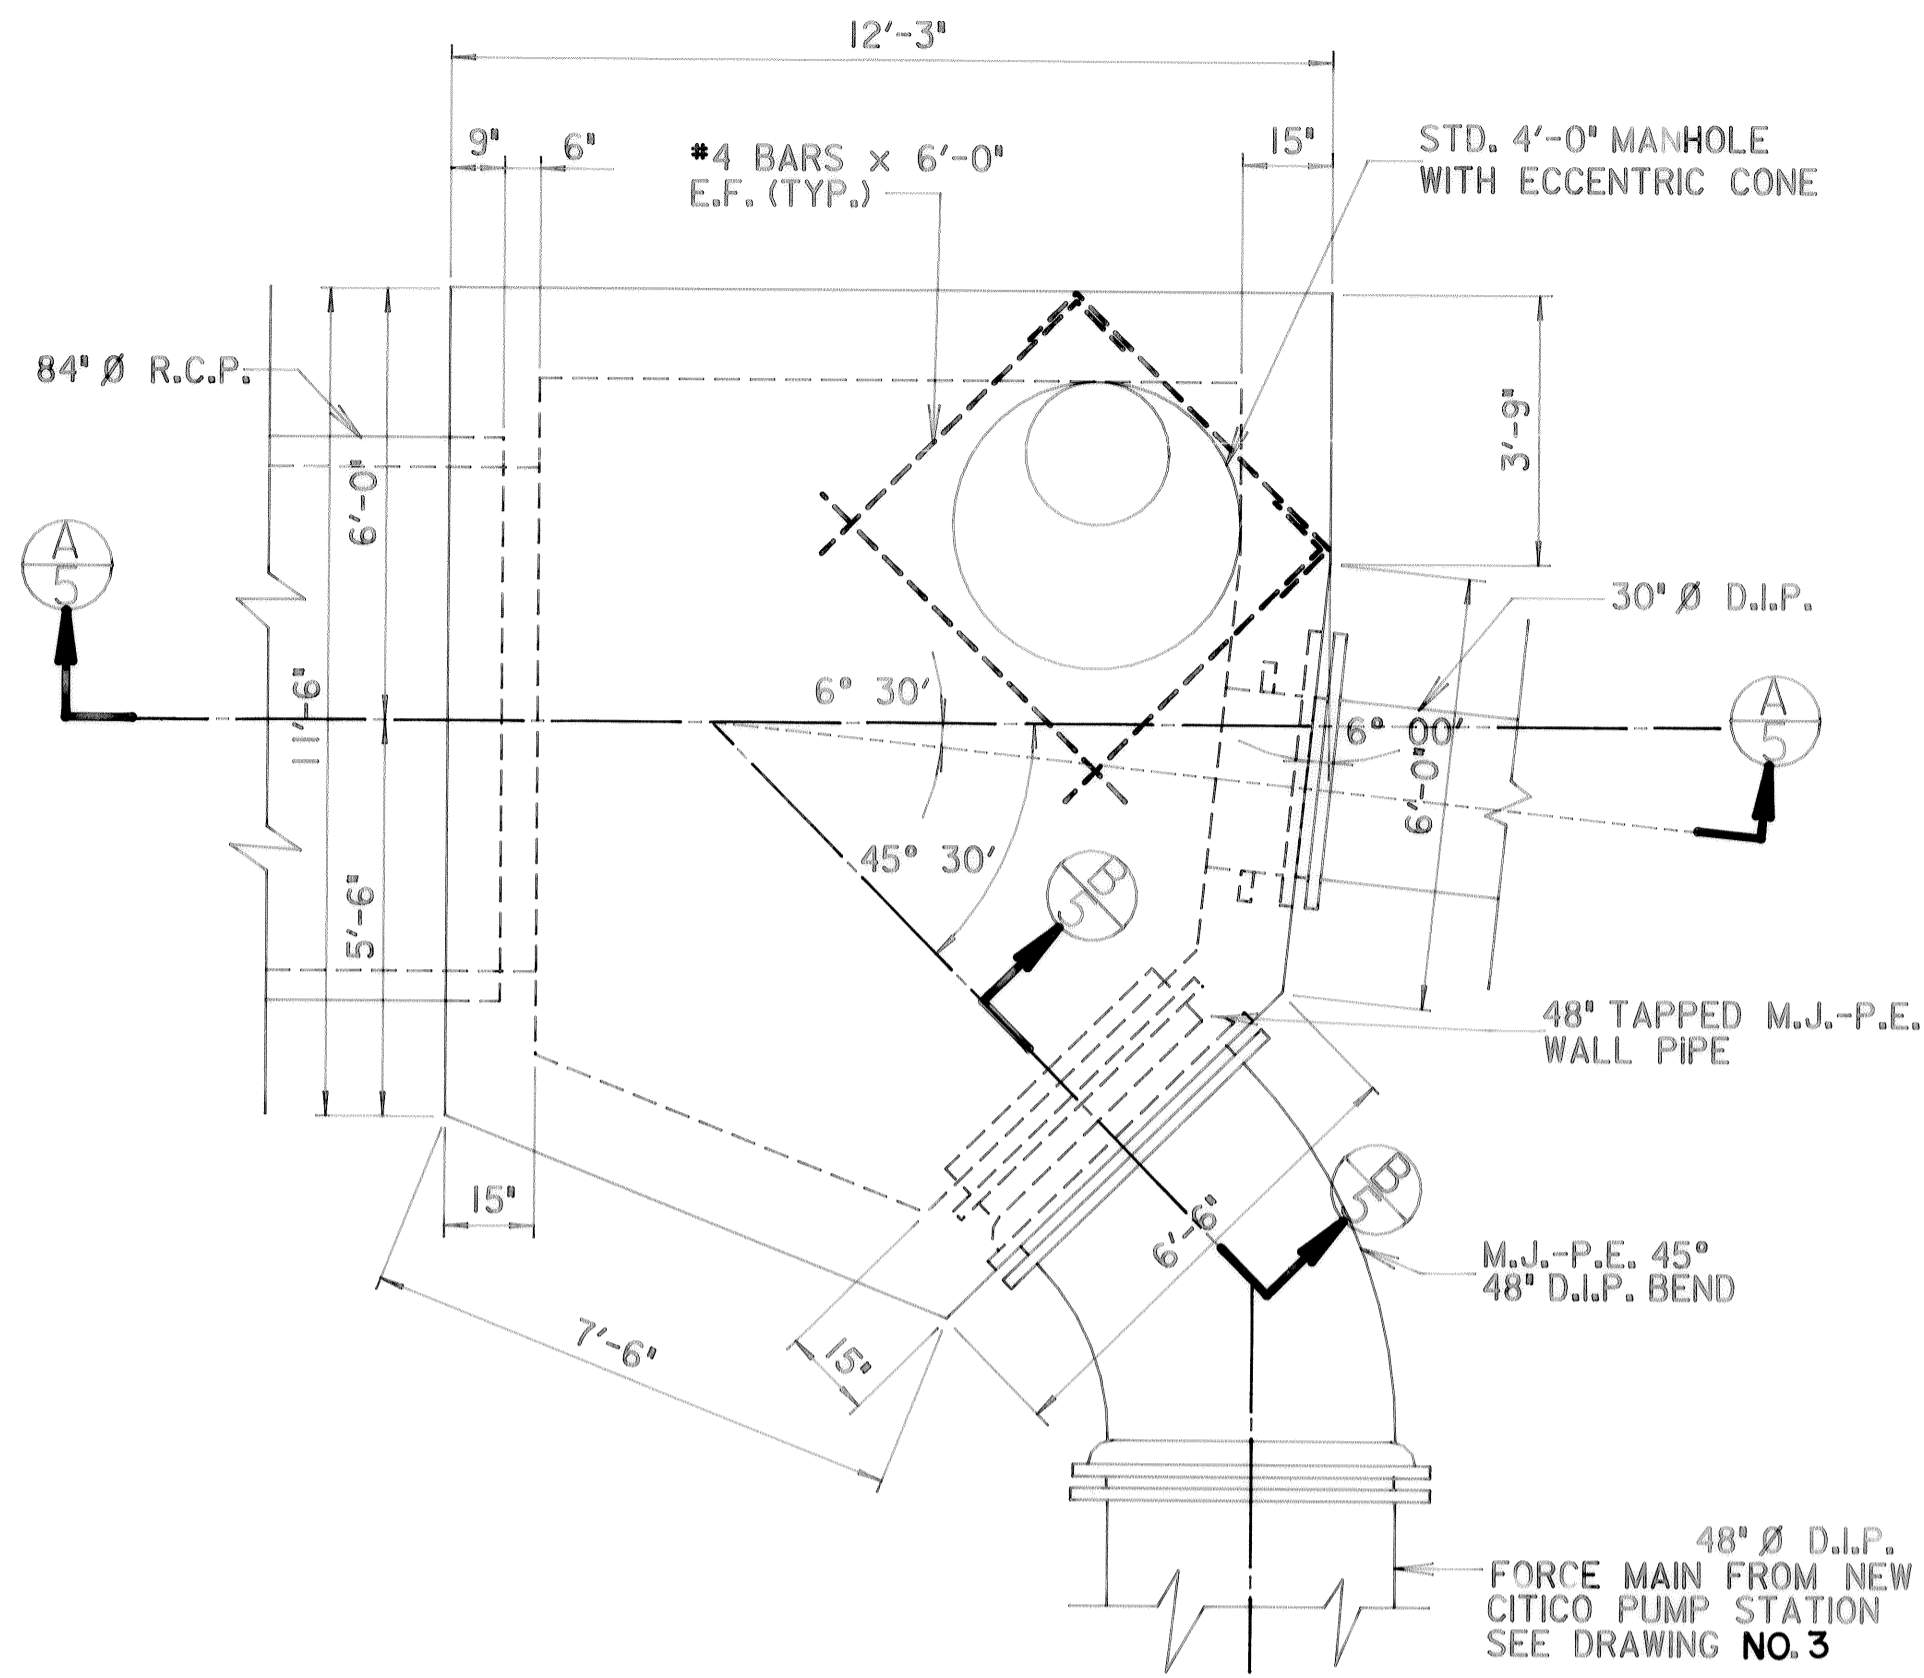 12'-3"
9"
6"
#4 BARS x 6'-0"
E.F. (TYP.)
15"
STD. 4'-0" MANHOLE
WITH ECCENTRIC CONE
84" Ø R.C.P.
6'-0"
3'-9"
A
5
30" Ø D.I.P.
11'-6"
6° 30'
6° 00'
A
5
6'-0"
45° 30'
5'-6"
B
5
48" TAPPED M.J.-P.E.
WALL PIPE
15"
6'-9"
B
5
M.J.-P.E. 45°
48" D.I.P. BEND
7'-6"
15"
48" Ø D.I.P.
FORCE MAIN FROM NEW
CITICO PUMP STATION
SEE DRAWING NO. 3